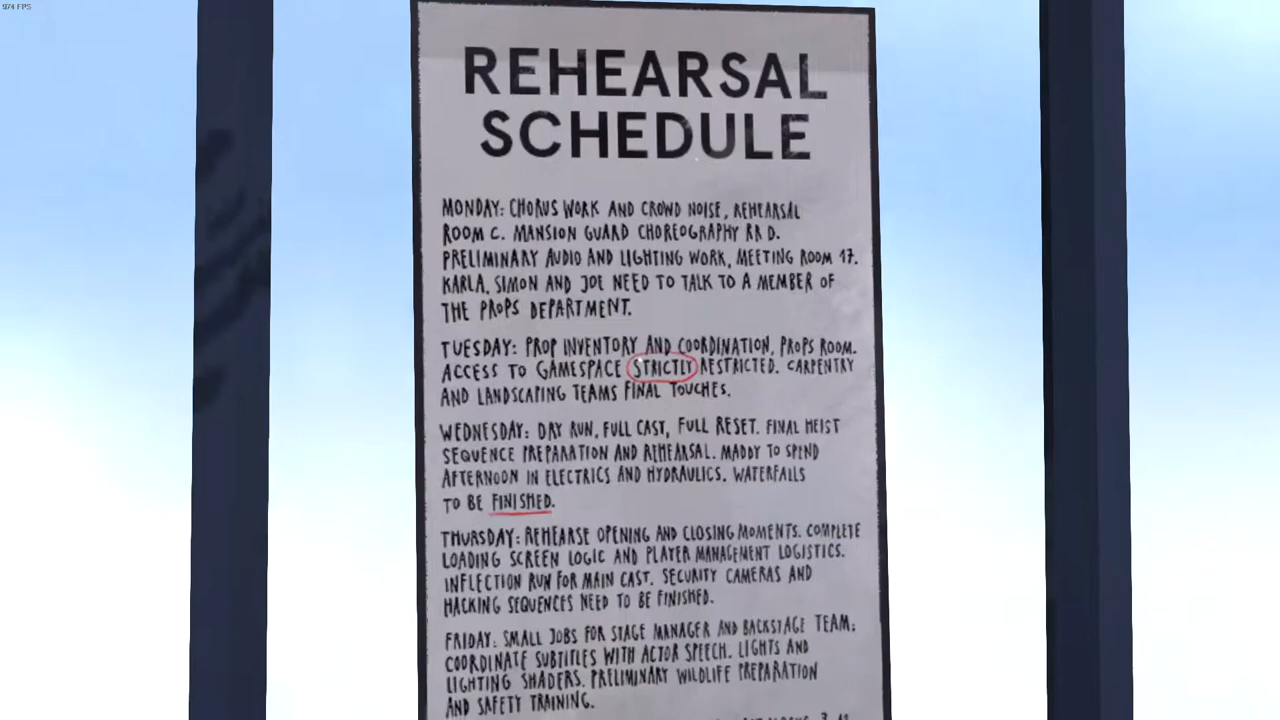 974 FPS
REHEARSAL
SCHEDULE
MONDAY: CHORUS WORK AND CROWD NOISE, REHEARSAL
ROOM C. MANSION GUARD CHOREOGRAPHY RR D.
PRELIMINARY AUDIO AND LIGHTING WORK, MEETING ROOM 17.
KARLA, SIMON AND JOE NEED TO TALK TO A MEMBER OF
THE PROPS DEPARTMENT.
TUESDAY: PROP INVENTORY AND COORDINATION, PROPS ROOM.
ACCESS TO GAMESPACE STRICTLY RESTRICTED. CARPENTRY
AND LANDSCAPING TEAMS FINAL TOUCHES.
WEDNESDAY: DRY RUN, FULL CAST, FULL RESET. FINAL HEIST
SEQUENCE PREPARATION AND REHEARSAL. MADDY TO SPEND
AFTERNOON IN ELECTRICS AND HYDRAULICS. WATERFALLS
TO BE FINISHED.
THURSDAY: REHEARSE OPENING AND CLOSING MOMENTS. COMPLETE
LOADING SCREEN LOGIC AND PLAYER MANAGEMENT LOGISTICS.
INFLECTION RUN FOR MAIN CAST. SECURITY CAMERAS AND
HACKING SEQUENCES NEED TO BE FINISHED.
FRIDAY: SMALL JOBS FOR STAGE MANAGER AND BACKSTAGE TEAM:
COORDINATE SUBTITLES WITH ACTOR SPEECH. LIGHTS AND
LIGHTING SHADERS. PRELIMINARY WILDLIFE PREPARATION
AND SAFETY TRAINING.